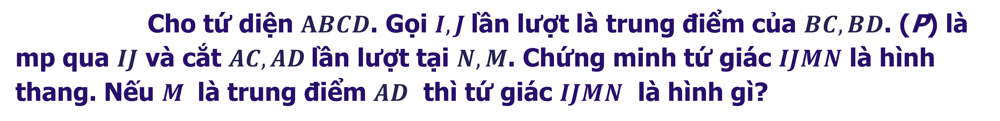 Cho tứ diện ABCD. Gọi I, J lần lượt là trung điểm của BC, BD. (P) là
mp qua IJ và cắt AC, AD lần lượt tại N, M. Chứng minh tứ giác IJMN là hình
thang. Nếu M là trung điểm AD thì tứ giác IJMN là hình gì?